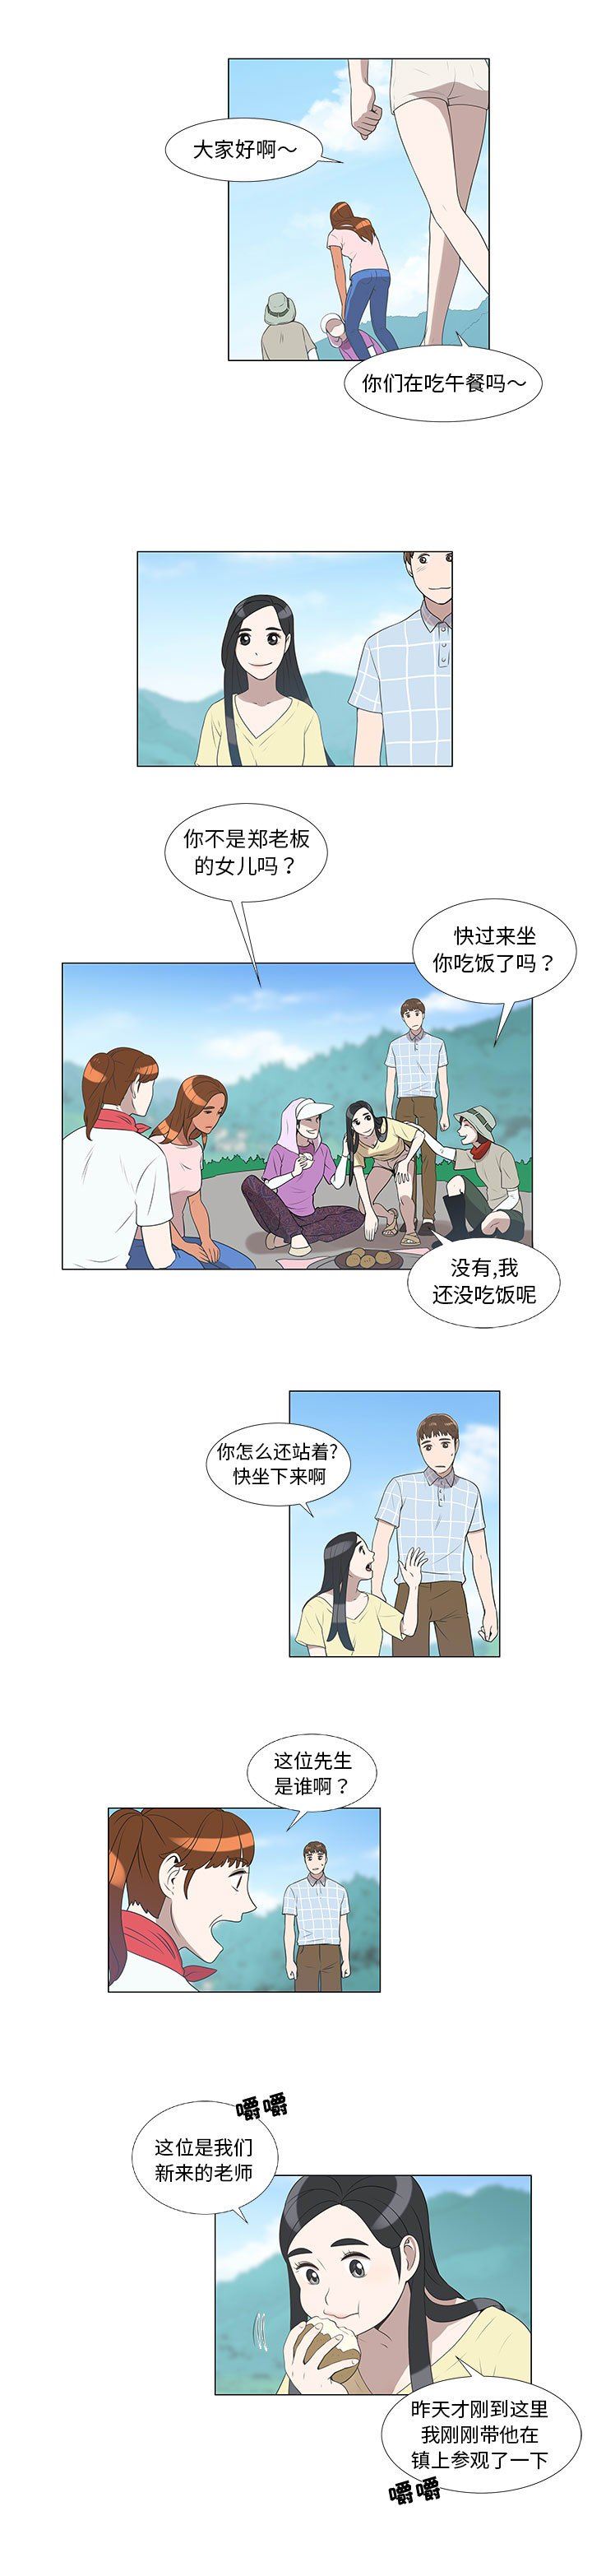 大家好啊～
你们在吃午餐吗～
你不是郑老板
的女儿吗？
快过来坐
你吃饭了吗？
没有,我
还没吃饭呢
你怎么还站着?
快坐下来啊
这位先生
是谁啊？
嚼嚼
这位是我们
新来的老师
昨天才刚到这里
我刚刚带他在
镇上参观了一下
嚼嚼